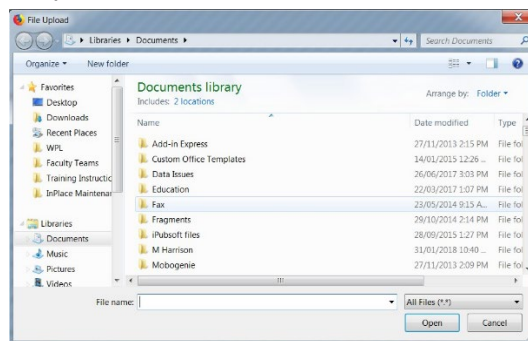 File Upload
Libraries Documents
Search Documents
Organize New folder
Favorites
Desktop
Downloads
Recent Places
WPL
Faculty Teams
Training Instructic
InPlace Maintenar
Libraries
Documents
Music
Pictures
Videos
Documents library
Includes: 2 locations
Arrange by: Folder
Name Date modified Type
Add-in Express 27/11/2013 2:15 PM File fol
Custom Office Templates 14/01/2015 12:26 ... File fol
Data Issues 26/06/2017 3:03 PM File fol
Education 22/03/2017 1:07 PM File fol
Fax 23/05/2014 9:15 A... File fol
Fragments 29/10/2014 2:14 PM File fol
iPubsoft files 28/09/2015 1:27 PM File fol
M Harrison 31/01/2018 10:40 ... File fol
Mobogenie 27/11/2013 2:09 PM File fol
File name: All Files (*.*)
Open Cancel